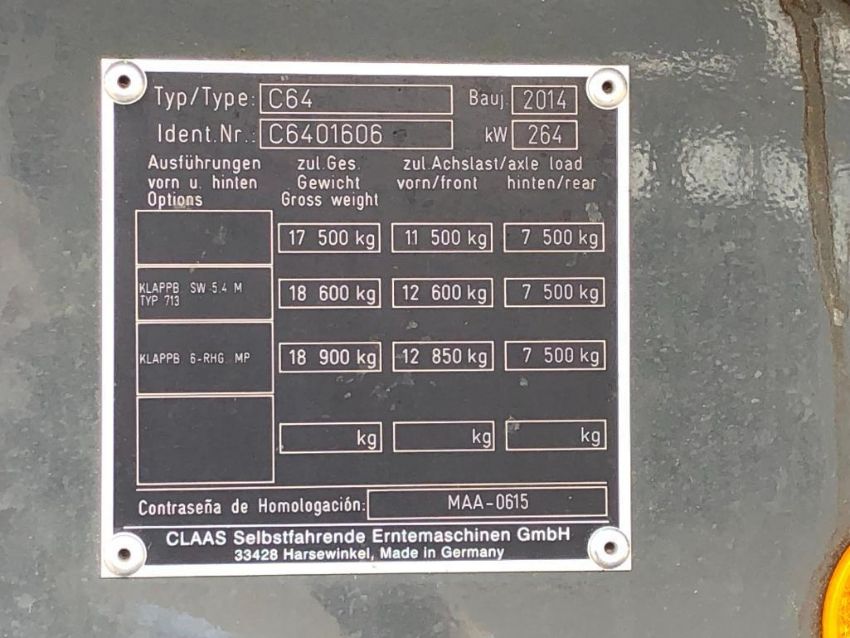 Typ/Type: C64 Bauj. 2014
Ident.Nr.: C6401606 kW 264
Ausführungen zul.Ges. zul.Achslast/axle load
vorn u. hinten Gewicht vorn/front hinten/rear
Options Gross weight
17 500 kg 11 500 kg 7 500 kg
KLAPPB SW 5.4 M
TYP 713
18 600 kg 12 600 kg 7 500 kg
KLAPPB 6-RHG MP 18 900 kg 12 850 kg 7 500 kg
kg kg kg
Contraseña de Homologación: MAA-0615
CLAAS Selbstfahrende Erntemaschinen GmbH
33428 Harsewinkel, Made in Germany